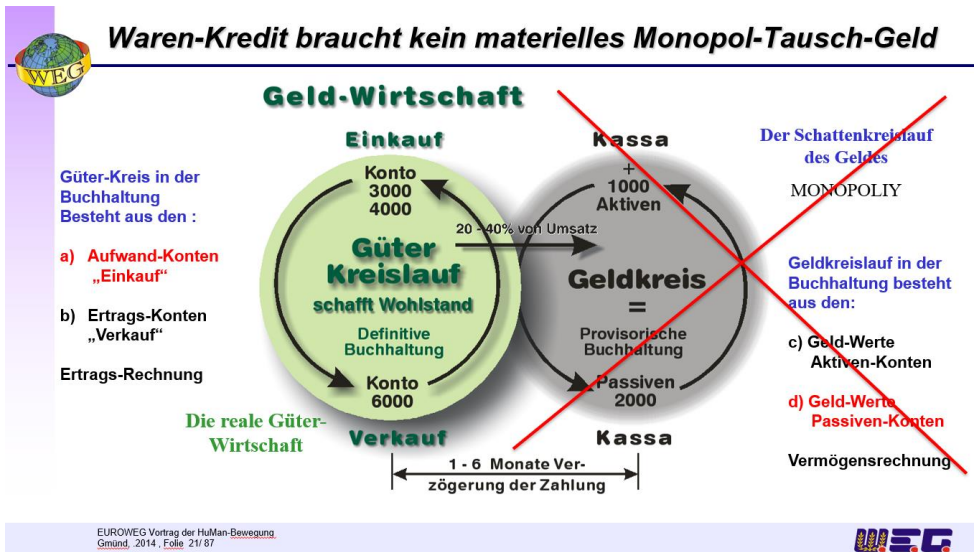 Waren-Kredit braucht kein materielles Monopol-Tausch-Geld
WEG
Geld-Wirtschaft
Einkauf
Konto
3000
4000
Güter
Kreislauf
schafft Wohlstand
Definitive
Buchhaltung
Konto
6000
Verkauf
20 - 40% von Umsatz
Kassa
+
1000
Aktiven
Geldkreis
=
Provisorische
Buchhaltung
Passiven
2000
Kassa
1 - 6 Monate Ver-
zögerung der Zahlung
Güter-Kreis in der
Buchhaltung
Besteht aus den :
a) Aufwand-Konten
„Einkauf“
b) Ertrags-Konten
„Verkauf“
Ertrags-Rechnung
Die reale Güter-
Wirtschaft
Der Schattenkreislauf
des Geldes
MONOPOLIY
Geldkreislauf in der
Buchhaltung besteht
aus den:
c) Geld-Werte
Aktiven-Konten
d) Geld-Werte
Passiven-Konten
Vermögensrechnung
EUROWEG Vortrag der HuMan-Bewegung
Gmünd, .2014 , Folie 21/ 87
W.E.G.